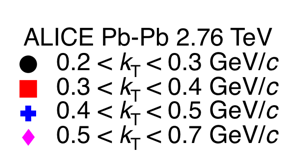 ALICE Pb-Pb 2.76 TeV
0.2 < kT < 0.3 GeV/c
0.3 < kT < 0.4 GeV/c
0.4 < kT < 0.5 GeV/c
0.5 < kT < 0.7 GeV/c